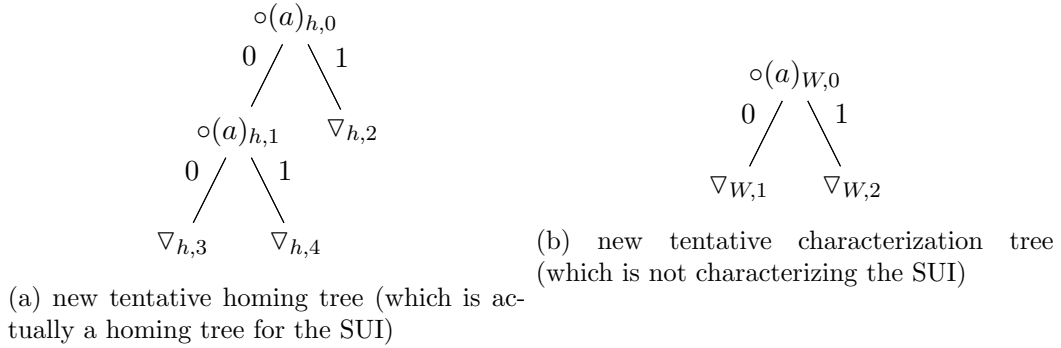 ∘(a)h,0
0 1
∘(a)h,1 ▽h,2
0 1
▽h,3 ▽h,4
(a) new tentative homing tree (which is ac-
tually a homing tree for the SUI)
∘(a)W,0
0 1
▽W,1 ▽W,2
(b) new tentative characterization tree
(which is not characterizing the SUI)